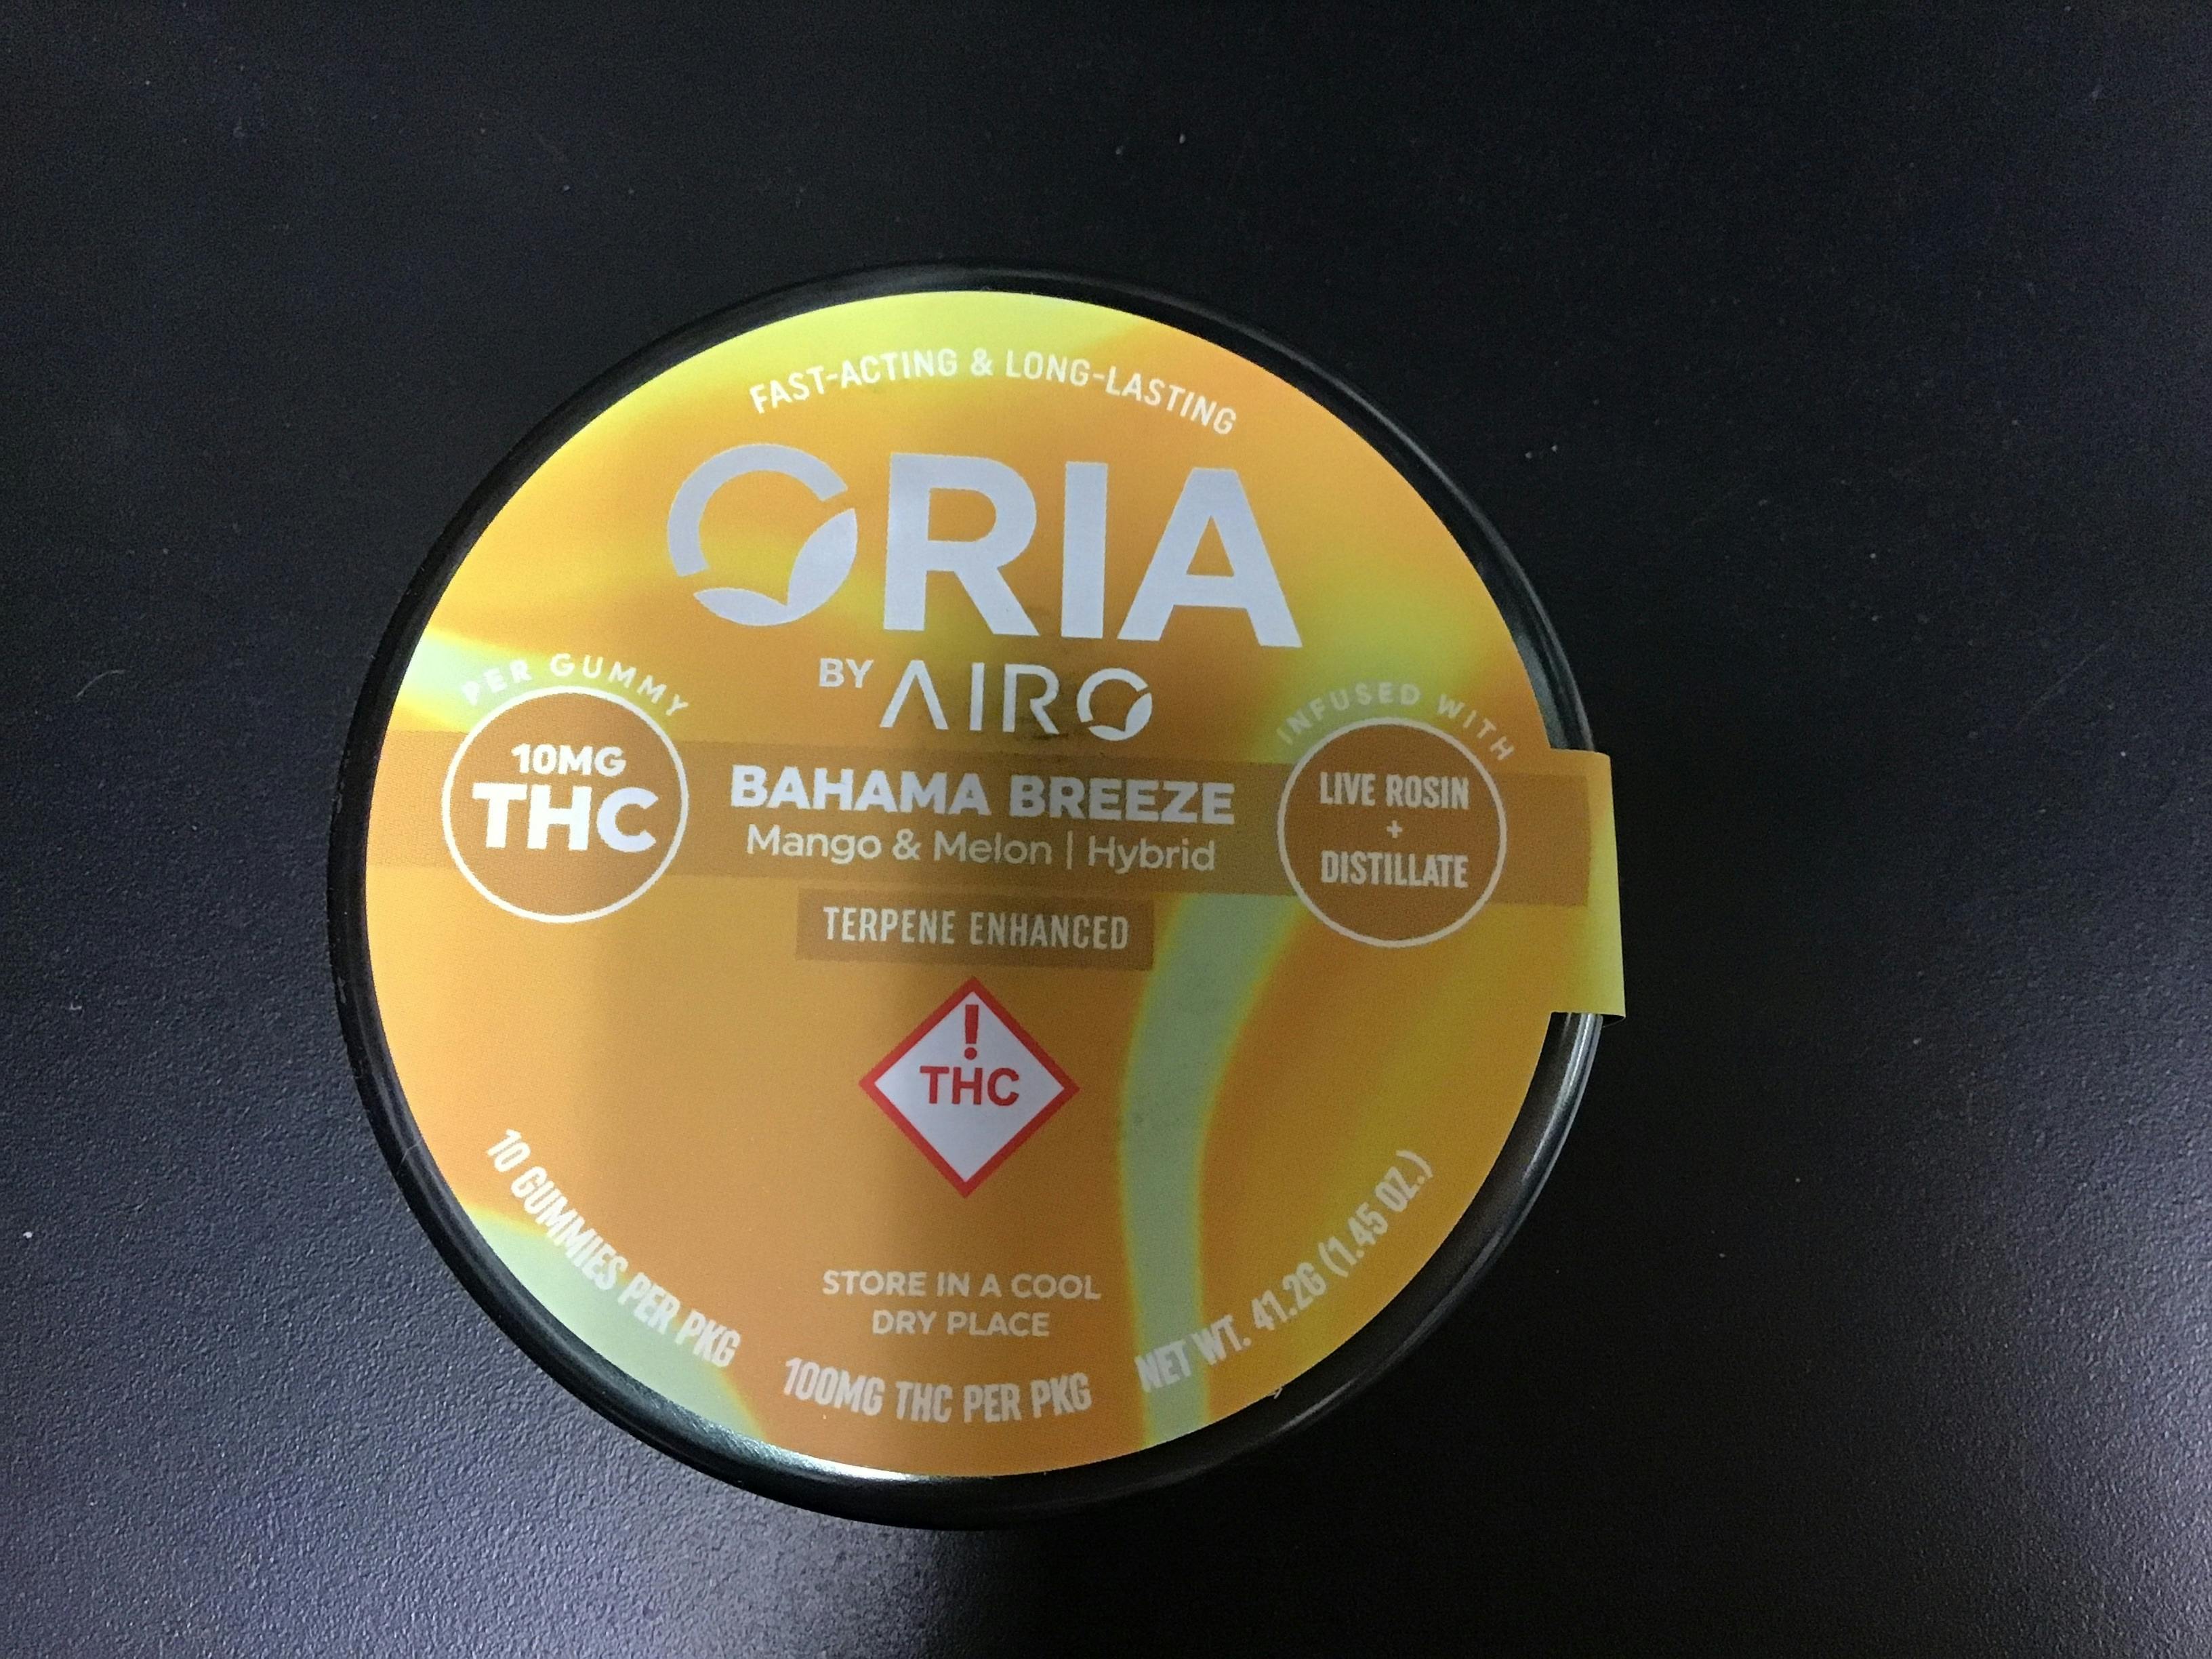 FAST-ACTING & LONG-LASTING
ORIA
BY AIRO
PER GUMMY
10MG
THC
BAHAMA BREEZE
Mango & Melon | Hybrid
INFUSED WITH
LIVE ROSIN
+
DISTILLATE
TERPENE ENHANCED
!
THC
STORE IN A COOL
DRY PLACE
10 GUMMIES PER PKG
100MG THC PER PKG
NET WT. 41.2G (1.45 OZ.)